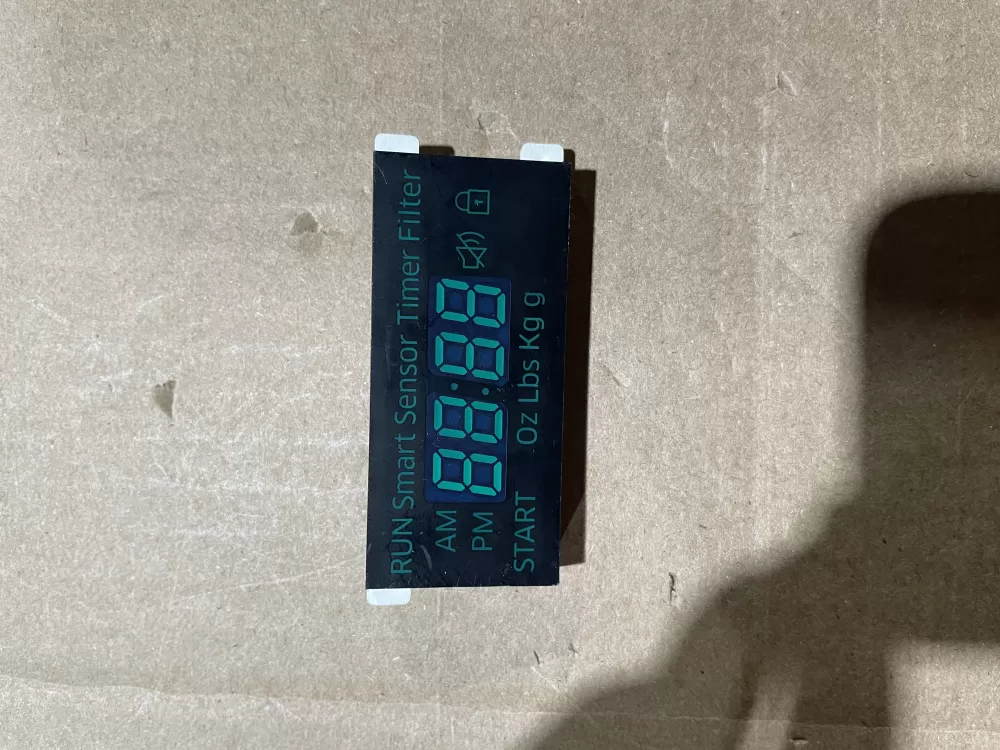 RUN Smart Sensor Timer Filter
AM
88:88
PM
START Oz Lbs Kg g